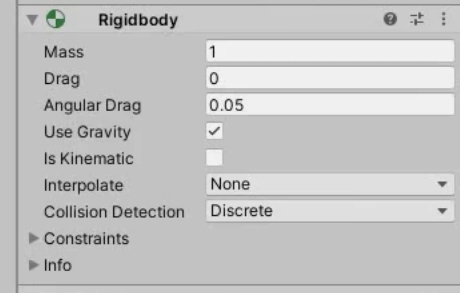 Rigidbody
Mass 1
Drag 0
Angular Drag 0.05
Use Gravity
Is Kinematic
Interpolate None
Collision Detection Discrete
Constraints
Info